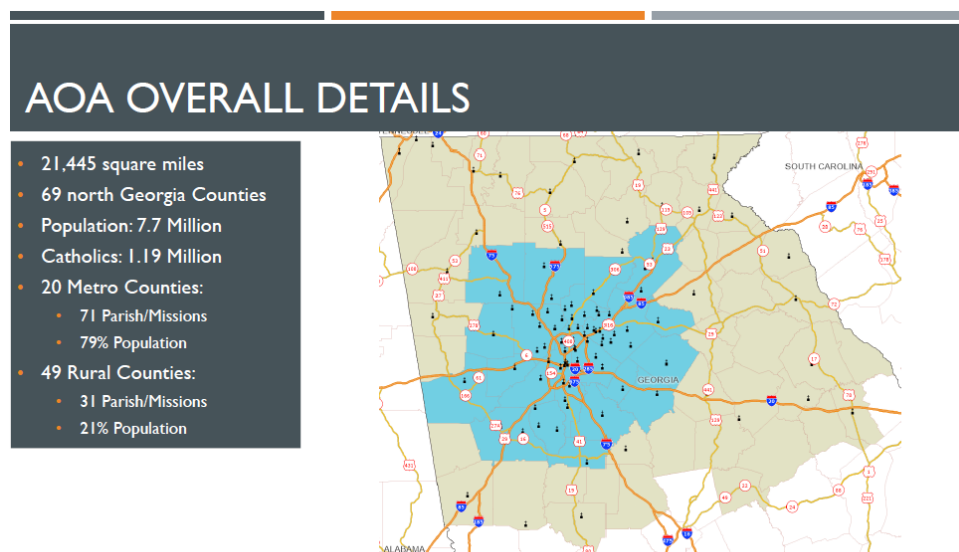 AOA OVERALL DETAILS
21,445 square miles
69 north Georgia Counties
Population: 7.7 Million
Catholics: 1.19 Million
20 Metro Counties:
71 Parish/Missions
79% Population
49 Rural Counties:
31 Parish/Missions
21% Population
SOUTH CAROLINA
GEORGIA
ALABAMA